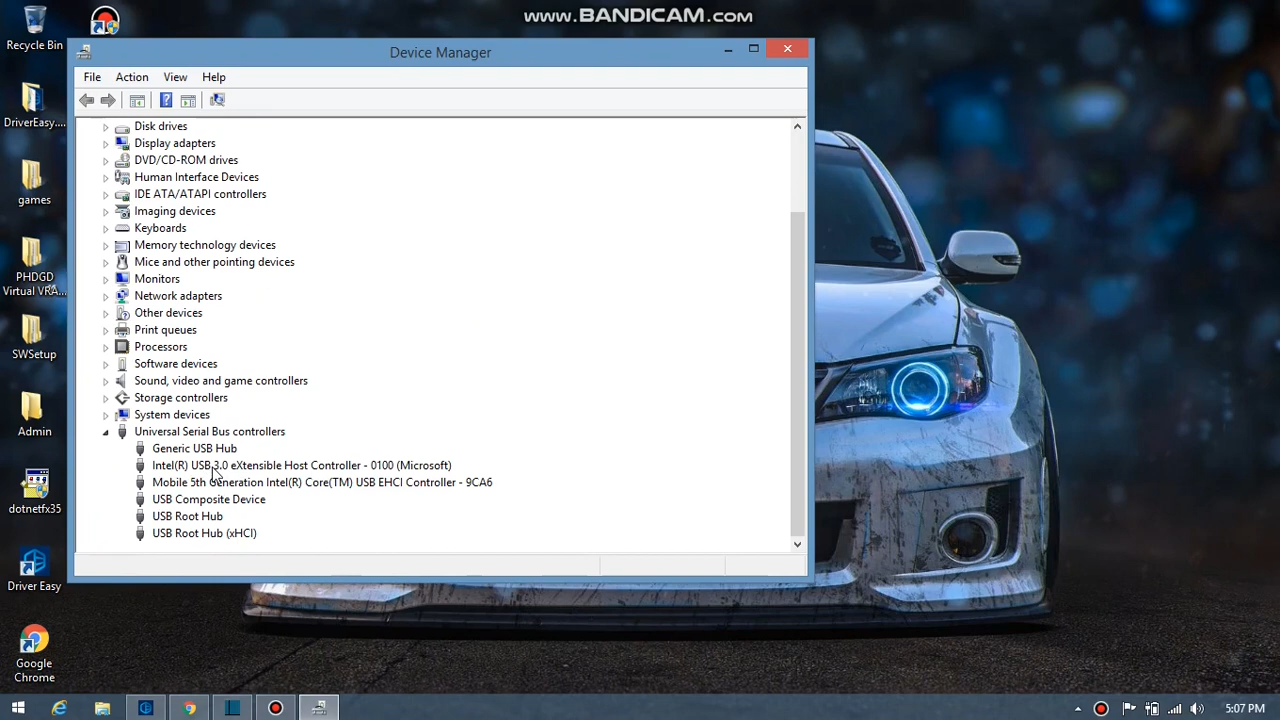 www.BANDICAM.com
Recycle Bin
DriverEasy....
games
PHDGD
Virtual VRA...
SWSetup
Admin
dotnetfx35
Driver Easy
Google
Chrome
Device Manager
File Action View Help
Disk drives
Display adapters
DVD/CD-ROM drives
Human Interface Devices
IDE ATA/ATAPI controllers
Imaging devices
Keyboards
Memory technology devices
Mice and other pointing devices
Monitors
Network adapters
Other devices
Print queues
Processors
Software devices
Sound, video and game controllers
Storage controllers
System devices
Universal Serial Bus controllers
Generic USB Hub
Intel(R) USB 3.0 eXtensible Host Controller - 0100 (Microsoft)
Mobile 5th Generation Intel(R) Core(TM) USB EHCI Controller - 9CA6
USB Composite Device
USB Root Hub
USB Root Hub (xHCI)
5:07 PM